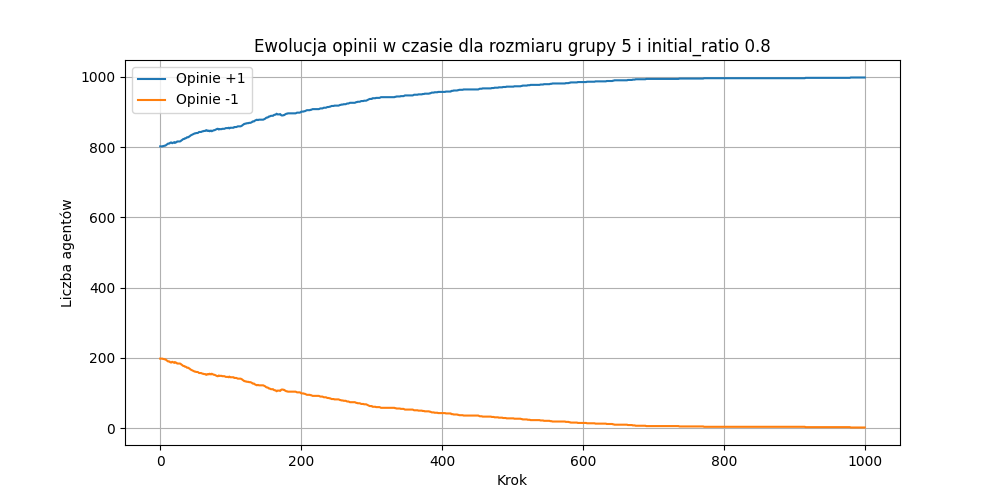 Ewolucja opinii w czasie dla rozmiaru grupy 5 i initial_ratio 0.8
Opinie +1
Opinie -1
1000
800
600
400
200
0
Liczba agentów
0 200 400 600 800 1000
Krok